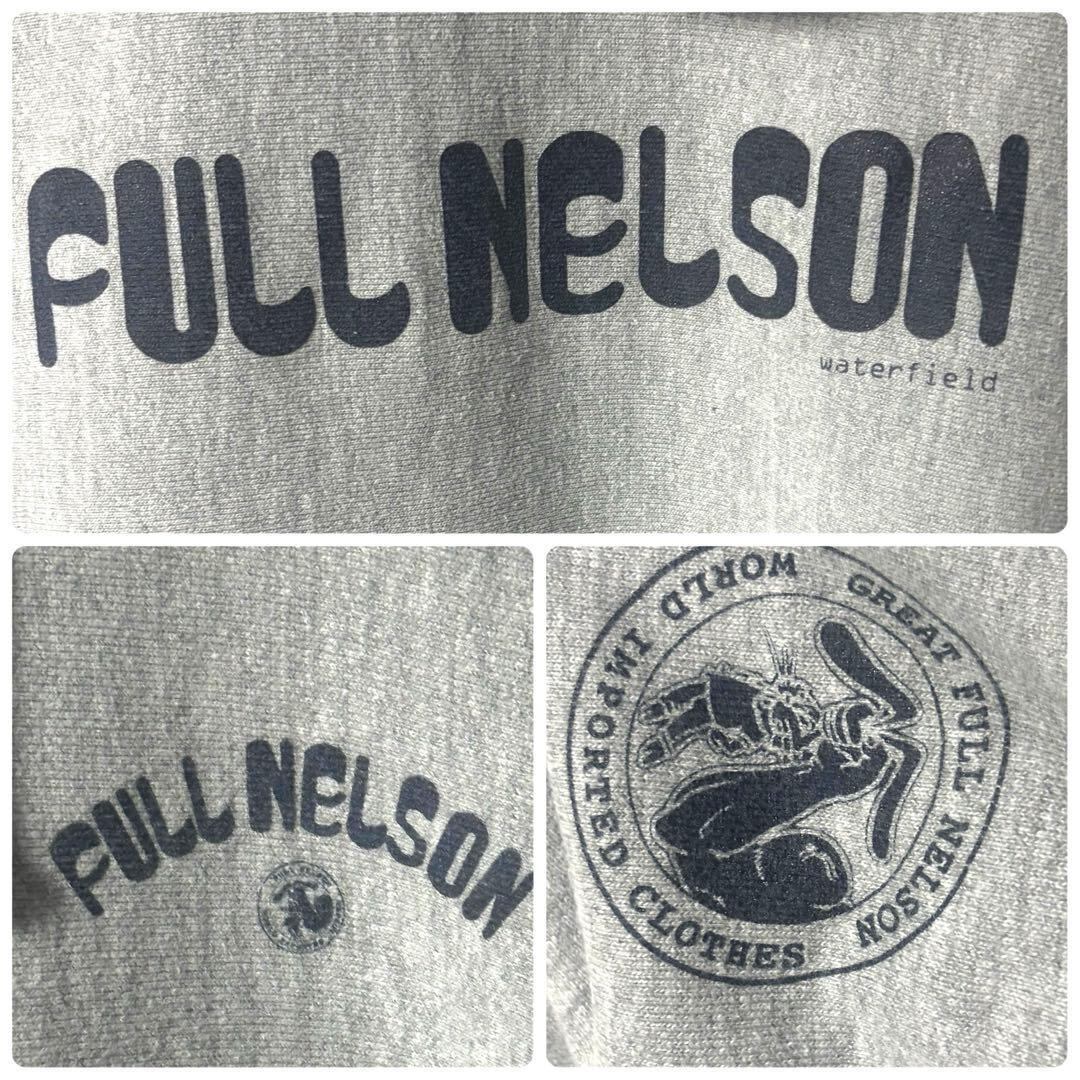 FULL NELSON
waterfield
FULL NELSON
GREAT FULL NELSON
WORLD IMPORTED CLOTHES